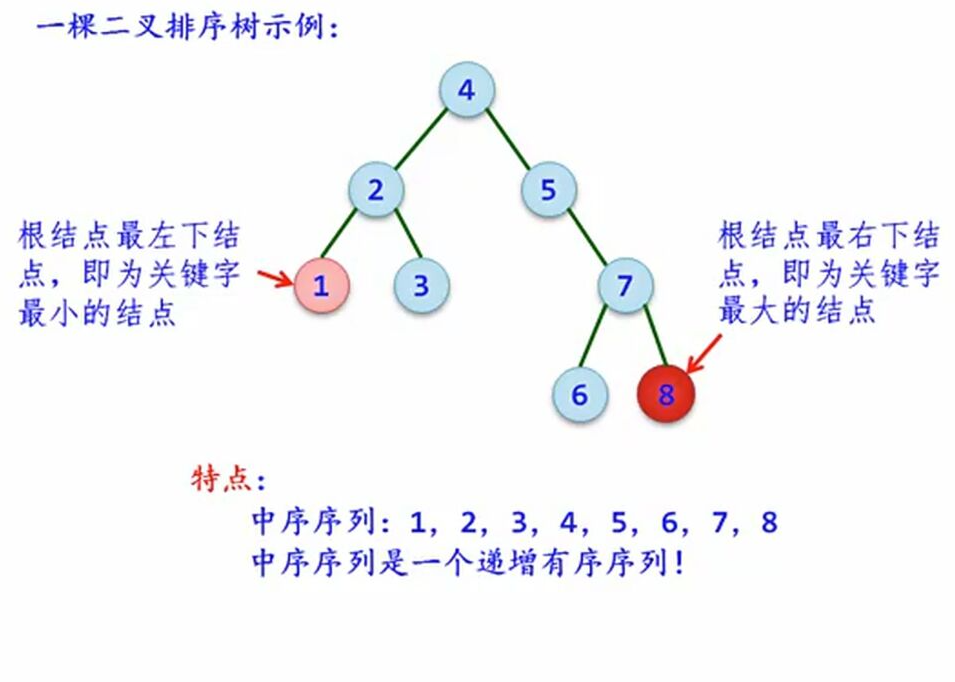 一棵二叉排序树示例:
4
2
5
根结点最左下结
点,即为关键字
最小的结点
1
3
7
根结点最右下结
点,即为关键字
最大的结点
6
8
特点:
中序序列:1,2,3,4,5,6,7,8
中序序列是一个递增有序序列!